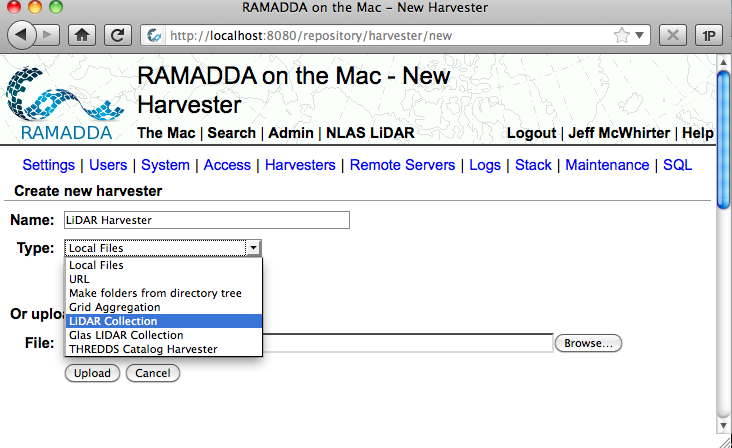 RAMADDA on the Mac - New Harvester
http://localhost:8080/repository/harvester/new
1P
RAMADDA
RAMADDA on the Mac - New
Harvester
The Mac | Search | Admin | NLAS LiDAR Logout | Jeff McWhirter | Help
Settings | Users | System | Access | Harvesters | Remote Servers | Logs | Stack | Maintenance | SQL
Create new harvester
Name: LiDAR Harvester
Type: Local Files
Local Files
URL
Make folders from directory tree
Grid Aggregation
LiDAR Collection
Glas LIDAR Collection
THREDDS Catalog Harvester
Or uplo
File: Browse...
Upload Cancel